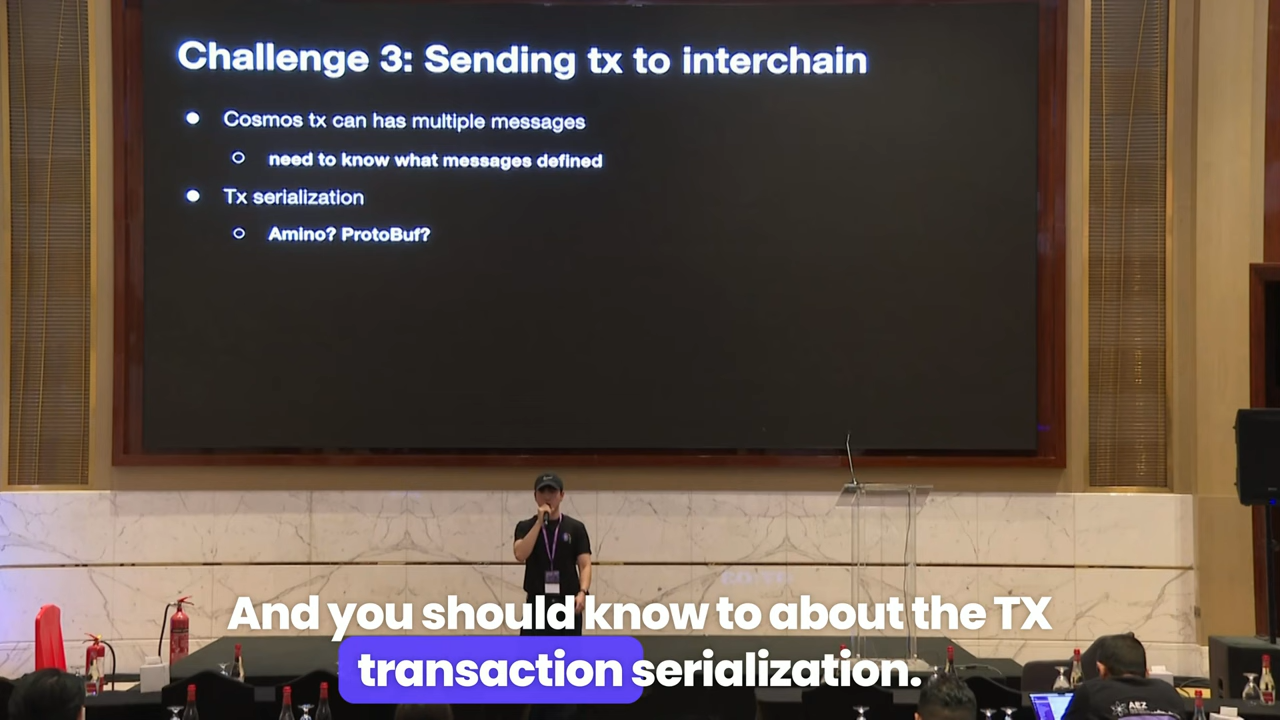 Challenge 3: Sending tx to interchain
● Cosmos tx can has multiple messages
○ need to know what messages defined
● Tx serialization
○ Amino? ProtoBuf?
And you should know to about the TX
transaction serialization.
AEZ